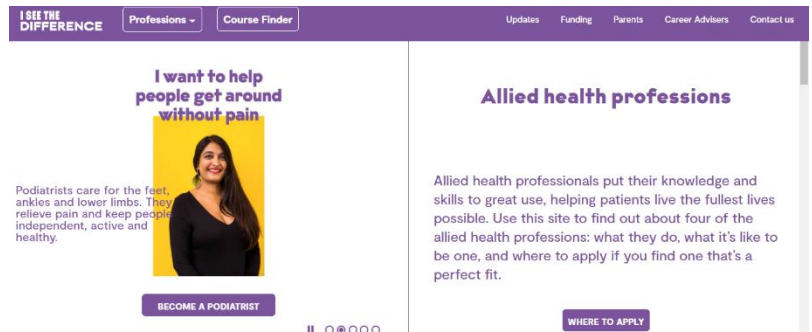 I SEE THE
DIFFERENCE
Professions
Course Finder
Updates
Funding
Parents
Career Advisers
Contact us
I want to help
people get around
without pain
Podiatrists care for the feet,
ankles and lower limbs. They
relieve pain and keep people
independent, active and
healthy.
BECOME A PODIATRIST
Allied health professions
Allied health professionals put their knowledge and
skills to great use, helping patients live the fullest lives
possible. Use this site to find out about four of the
allied health professions: what they do, what it's like to
be one, and where to apply if you find one that's a
perfect fit.
WHERE TO APPLY